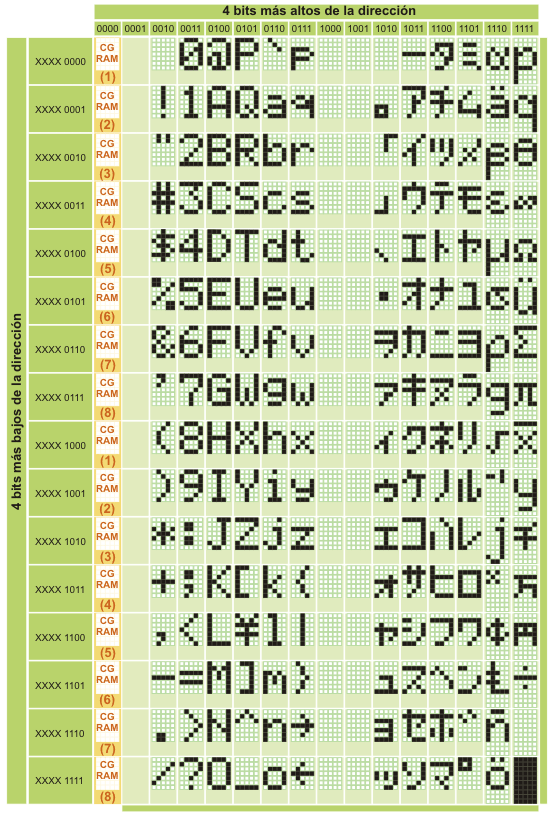 4 bits más altos de la dirección
0000 0001 0010 0011 0100 0101 0110 0111 1000 1001 1010 1011 1100 1101 1110 1111
4 bits más bajos de la dirección
XXXX 0000 CG RAM (1) 0 @ P ` p ー タ ミ α p
XXXX 0001 CG RAM (2) ! 1 A Q a q 。 ア チ ム ä q
XXXX 0010 CG RAM (3) " 2 B R b r 「 イ ツ メ β θ
XXXX 0011 CG RAM (4) # 3 C S c s 」 ウ テ モ ε ∞
XXXX 0100 CG RAM (5) $ 4 D T d t 、 エ ト ヤ μ Ω
XXXX 0101 CG RAM (6) % 5 E U e u ・ オ ナ ユ σ ü
XXXX 0110 CG RAM (7) & 6 F V f v ヲ カ ニ ヨ ρ Σ
XXXX 0111 CG RAM (8) ' 7 G W g w ァ キ ヌ ラ g π
XXXX 1000 CG RAM (1) ( 8 H X h x ィ ク ネ リ √ x̄
XXXX 1001 CG RAM (2) ) 9 I Y i y ゥ ケ ノ ル ⁻¹ y
XXXX 1010 CG RAM (3) * : J Z j z ェ コ ハ レ j 千
XXXX 1011 CG RAM (4) + ; K [ k { ォ サ ヒ ロ ˣ 万
XXXX 1100 CG RAM (5) , < L ¥ l | ャ シ フ ワ ¢ 円
XXXX 1101 CG RAM (6) - = M ] m } ュ ス ヘ ン £ ÷
XXXX 1110 CG RAM (7) . > N ^ n → ョ セ ホ ゛ ñ
XXXX 1111 CG RAM (8) / ? O _ o ← ッ ソ マ ゜ ö █